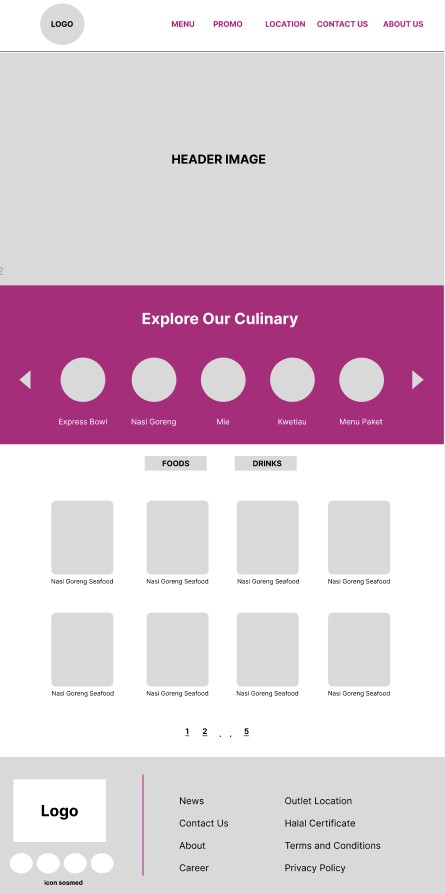 LOGO
MENU PROMO LOCATION CONTACT US ABOUT US
HEADER IMAGE
2
Explore Our Culinary
Express Bowl Nasi Goreng Mie Kwetiau Menu Paket
FOODS DRINKS
Nasi Goreng Seafood Nasi Goreng Seafood Nasi Goreng Seafood Nasi Goreng Seafood
Nasi Goreng Seafood Nasi Goreng Seafood Nasi Goreng Seafood Nasi Goreng Seafood
1 2 . . 5
Logo
icon sosmed
News
Contact Us
About
Career
Outlet Location
Halal Certificate
Terms and Conditions
Privacy Policy